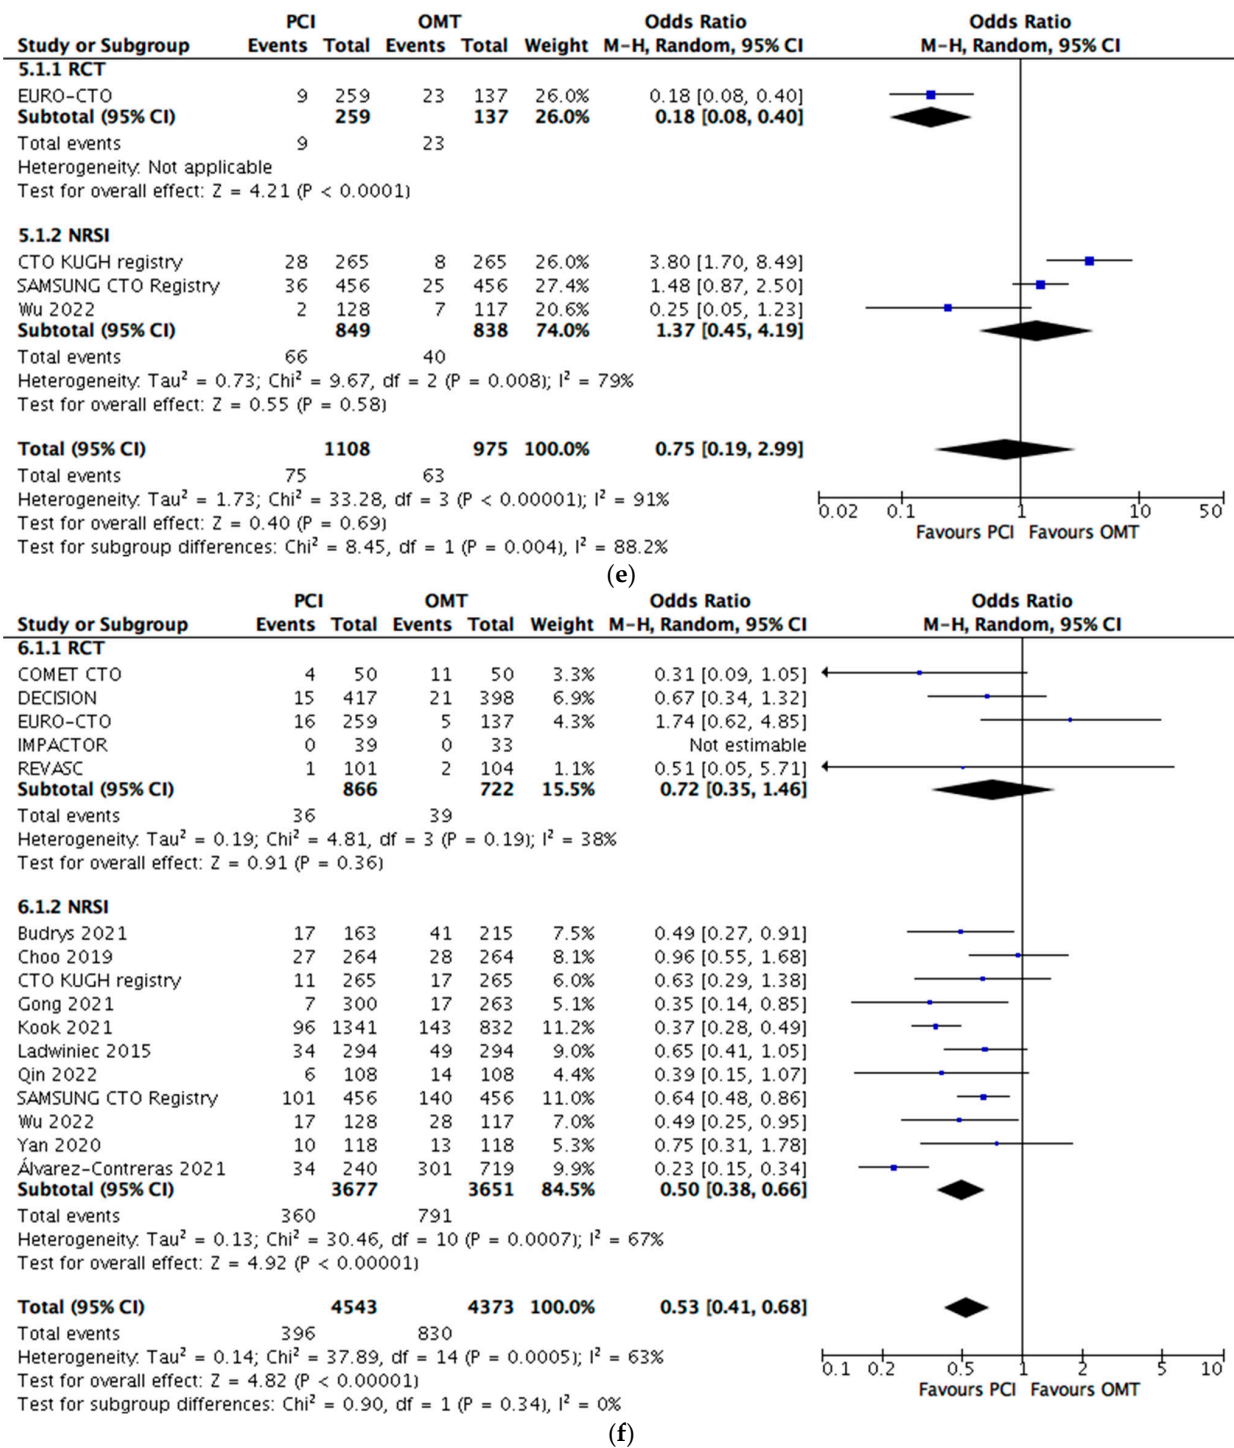 PCI OMT Odds Ratio Odds Ratio
Study or Subgroup Events Total Events Total Weight M-H, Random, 95% CI M-H, Random, 95% CI
5.1.1 RCT
EURO-CTO 9 259 23 137 26.0% 0.18 [0.08, 0.40]
Subtotal (95% CI) 259 137 26.0% 0.18 [0.08, 0.40]
Total events 9 23
Heterogeneity: Not applicable
Test for overall effect: Z = 4.21 (P < 0.0001)
5.1.2 NRSI
CTO KUGH registry 28 265 8 265 26.0% 3.80 [1.70, 8.49]
SAMSUNG CTO Registry 36 456 25 456 27.4% 1.48 [0.87, 2.50]
Wu 2022 2 128 7 117 20.6% 0.25 [0.05, 1.23]
Subtotal (95% CI) 849 838 74.0% 1.37 [0.45, 4.19]
Total events 66 40
Heterogeneity: Tau² = 0.73; Chi² = 9.67, df = 2 (P = 0.008); I² = 79%
Test for overall effect: Z = 0.55 (P = 0.58)
Total (95% CI) 1108 975 100.0% 0.75 [0.19, 2.99]
Total events 75 63
Heterogeneity: Tau² = 1.73; Chi² = 33.28, df = 3 (P < 0.00001); I² = 91%
Test for overall effect: Z = 0.40 (P = 0.69)
Test for subgroup differences: Chi² = 8.45, df = 1 (P = 0.004), I² = 88.2%
0.02 0.1 1 10 50
Favours PCI Favours OMT
(e)
PCI OMT Odds Ratio Odds Ratio
Study or Subgroup Events Total Events Total Weight M-H, Random, 95% CI M-H, Random, 95% CI
6.1.1 RCT
COMET CTO 4 50 11 50 3.3% 0.31 [0.09, 1.05]
DECISION 15 417 21 398 6.9% 0.67 [0.34, 1.32]
EURO-CTO 16 259 5 137 4.3% 1.74 [0.62, 4.85]
IMPACTOR 0 39 0 33 Not estimable
REVASC 1 101 2 104 1.1% 0.51 [0.05, 5.71]
Subtotal (95% CI) 866 722 15.5% 0.72 [0.35, 1.46]
Total events 36 39
Heterogeneity: Tau² = 0.19; Chi² = 4.81, df = 3 (P = 0.19); I² = 38%
Test for overall effect: Z = 0.91 (P = 0.36)
6.1.2 NRSI
Budrys 2021 17 163 41 215 7.5% 0.49 [0.27, 0.91]
Choo 2019 27 264 28 264 8.1% 0.96 [0.55, 1.68]
CTO KUGH registry 11 265 17 265 6.0% 0.63 [0.29, 1.38]
Gong 2021 7 300 17 263 5.1% 0.35 [0.14, 0.85]
Kook 2021 96 1341 143 832 11.2% 0.37 [0.28, 0.49]
Ladwiniec 2015 34 294 49 294 9.0% 0.65 [0.41, 1.05]
Qin 2022 6 108 14 108 4.4% 0.39 [0.15, 1.07]
SAMSUNG CTO Registry 101 456 140 456 11.0% 0.64 [0.48, 0.86]
Wu 2022 17 128 28 117 7.0% 0.49 [0.25, 0.95]
Yan 2020 10 118 13 118 5.3% 0.75 [0.31, 1.78]
Álvarez-Contreras 2021 34 240 301 719 9.9% 0.23 [0.15, 0.34]
Subtotal (95% CI) 3677 3651 84.5% 0.50 [0.38, 0.66]
Total events 360 791
Heterogeneity: Tau² = 0.13; Chi² = 30.46, df = 10 (P = 0.0007); I² = 67%
Test for overall effect: Z = 4.92 (P < 0.00001)
Total (95% CI) 4543 4373 100.0% 0.53 [0.41, 0.68]
Total events 396 830
Heterogeneity: Tau² = 0.14; Chi² = 37.89, df = 14 (P = 0.0005); I² = 63%
Test for overall effect: Z = 4.82 (P < 0.00001)
Test for subgroup differences: Chi² = 0.90, df = 1 (P = 0.34), I² = 0%
0.1 0.2 0.5 1 2 5 10
Favours PCI Favours OMT
(f)